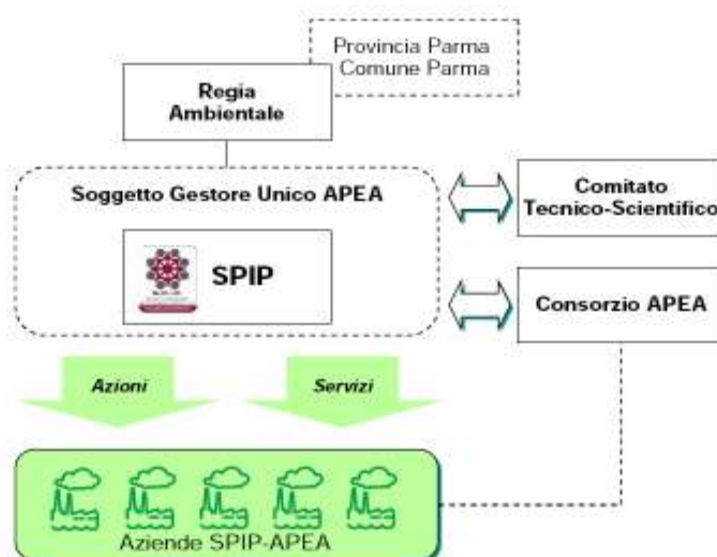 Provincia Parma
Comune Parma
Regia
Ambientale
Soggetto Gestore Unico APEA
SPIP
Comitato
Tecnico-Scientifico
Consorzio APEA
Azioni
Servizi
Aziende SPIP-APEA